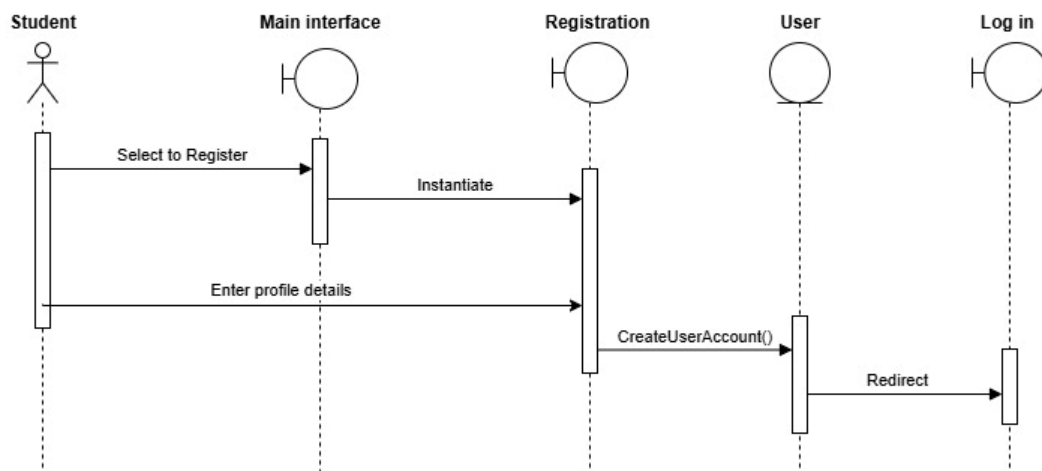 Student
Main interface
Registration
User
Log in
Select to Register
Instantiate
Enter profile details
CreateUserAccount()
Redirect